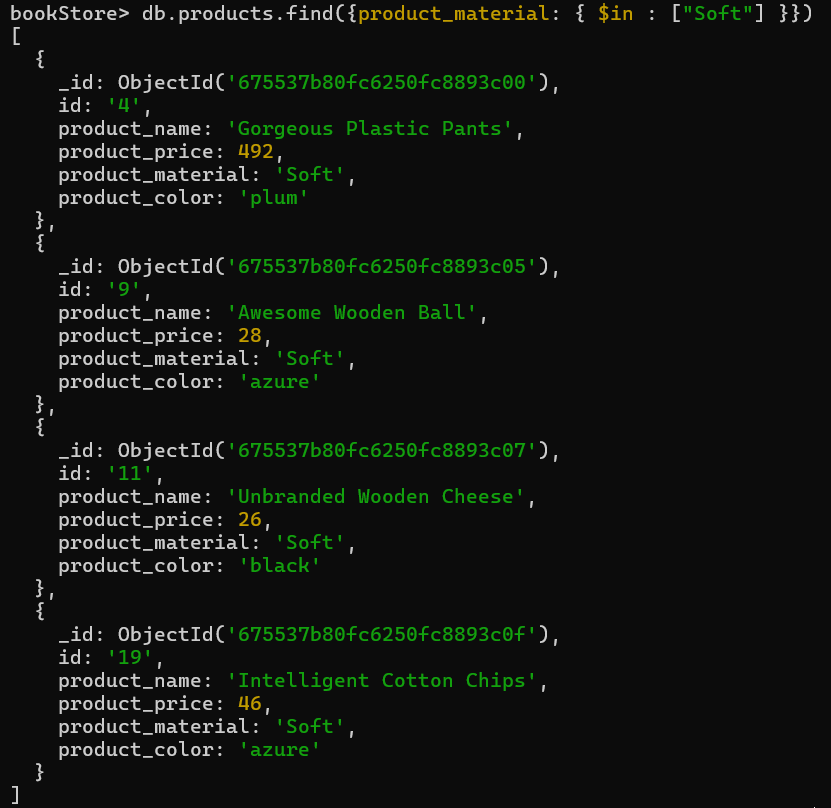 bookStore> db.products.find({product_material: { $in : ["Soft"] }})
[
  {
    _id: ObjectId('675537b80fc6250fc8893c00'),
    id: '4',
    product_name: 'Gorgeous Plastic Pants',
    product_price: 492,
    product_material: 'Soft',
    product_color: 'plum'
  },
  {
    _id: ObjectId('675537b80fc6250fc8893c05'),
    id: '9',
    product_name: 'Awesome Wooden Ball',
    product_price: 28,
    product_material: 'Soft',
    product_color: 'azure'
  },
  {
    _id: ObjectId('675537b80fc6250fc8893c07'),
    id: '11',
    product_name: 'Unbranded Wooden Cheese',
    product_price: 26,
    product_material: 'Soft',
    product_color: 'black'
  },
  {
    _id: ObjectId('675537b80fc6250fc8893c0f'),
    id: '19',
    product_name: 'Intelligent Cotton Chips',
    product_price: 46,
    product_material: 'Soft',
    product_color: 'azure'
  }
]